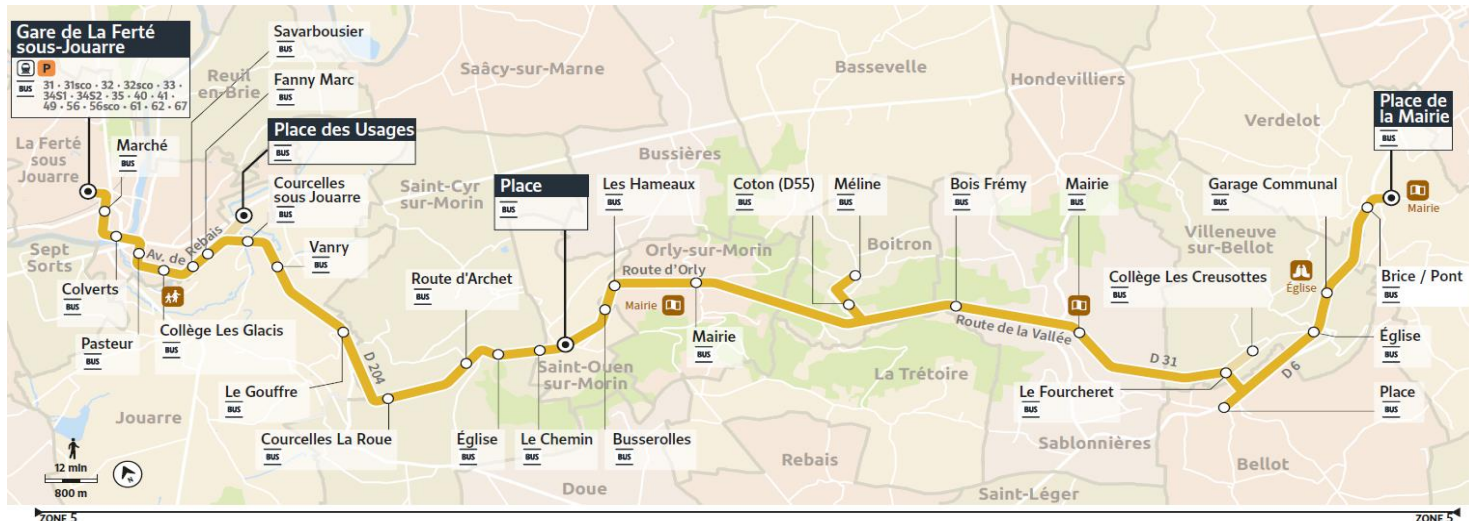 Gare de La Ferté
sous-Jouarre
P
BUS
31 · 31sco · 32 · 32sco · 33 ·
34S1 · 34S2 · 35 · 40 · 41 ·
49 · 56 · 56sco · 61 · 62 · 67
Savarbousier
BUS
Fanny Marc
BUS
Place des Usages
BUS
Reuil
en-Brie
Saâcy-sur-Marne
Bassevelle
Hondevilliers
Verdelot
Place de
la Mairie
BUS
Mairie
La Ferté
sous
Jouarre
Marché
BUS
Courcelles
sous Jouarre
BUS
Saint-Cyr
sur-Morin
Place
BUS
Bussières
Les Hameaux
BUS
Coton (D55)
BUS
Méline
BUS
Bois Frémy
BUS
Mairie
BUS
Garage Communal
BUS
Sept
Sorts
Av. de Rebais
Vanry
BUS
Orly-sur-Morin
Boitron
Villeneuve
sur-Bellot
Route d'Archet
BUS
Route d'Orly
Collège Les Creusottes
BUS
Église
Brice / Pont
BUS
Colverts
BUS
Mairie
Pasteur
BUS
Collège Les Glacis
BUS
Mairie
BUS
Route de la Vallée
Église
BUS
D 204
Saint-Ouen
sur-Morin
La Trétoire
D 31
D 6
Le Gouffre
BUS
Le Fourcheret
BUS
Place
BUS
Jouarre
Courcelles La Roue
BUS
Église
BUS
Le Chemin
BUS
Busserolles
BUS
Rebais
Sablonnières
Bellot
12 min
800 m
N
Doue
Saint-Léger
ZONE 5
ZONE 5